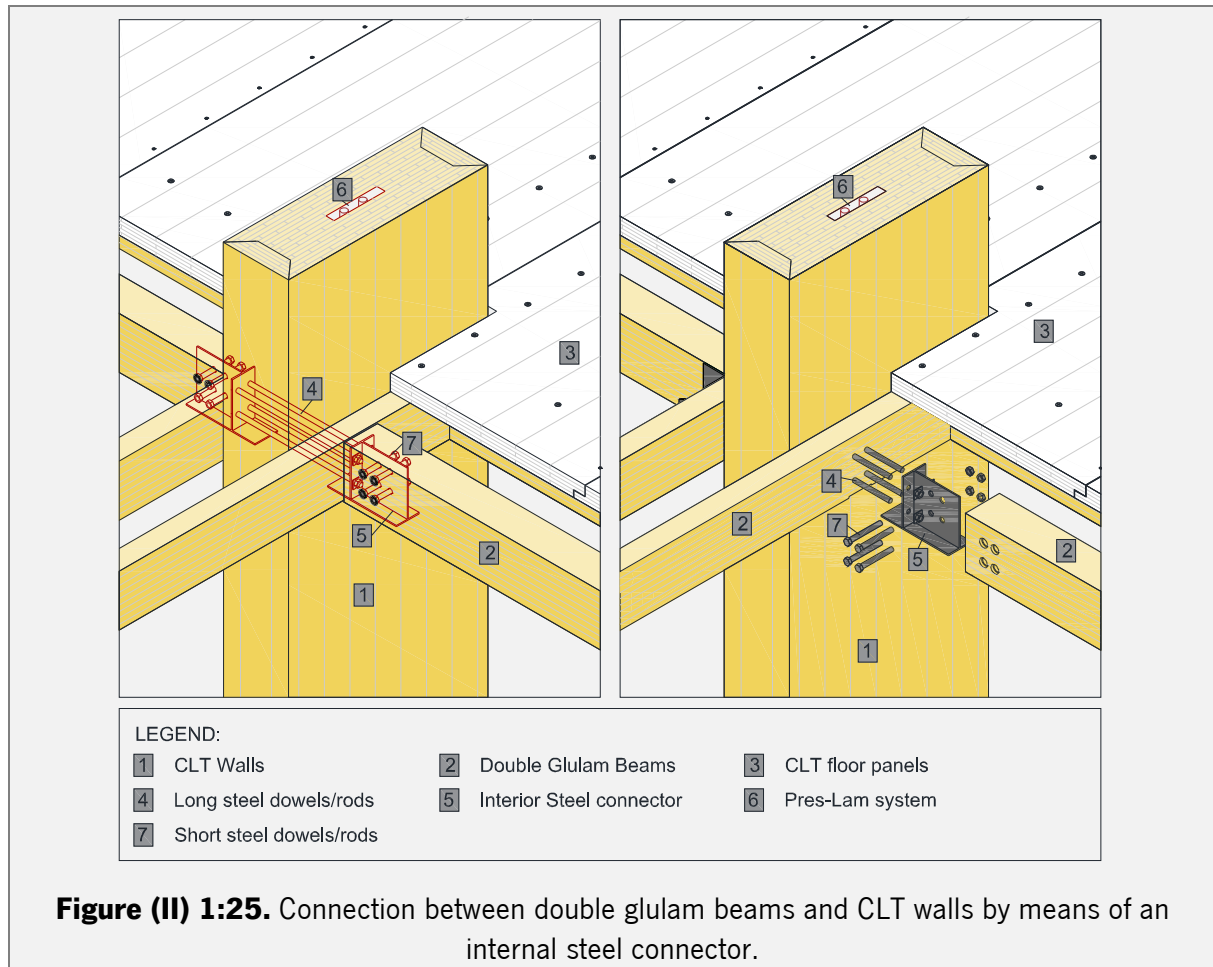 6
6
3
3
4
7
4
7
2
5
2
5
2
1
1
LEGEND:
1 CLT Walls 2 Double Glulam Beams 3 CLT floor panels
4 Long steel dowels/rods 5 Interior Steel connector 6 Pres-Lam system
7 Short steel dowels/rods
Figure (II) 1:25. Connection between double glulam beams and CLT walls by means of an
internal steel connector.